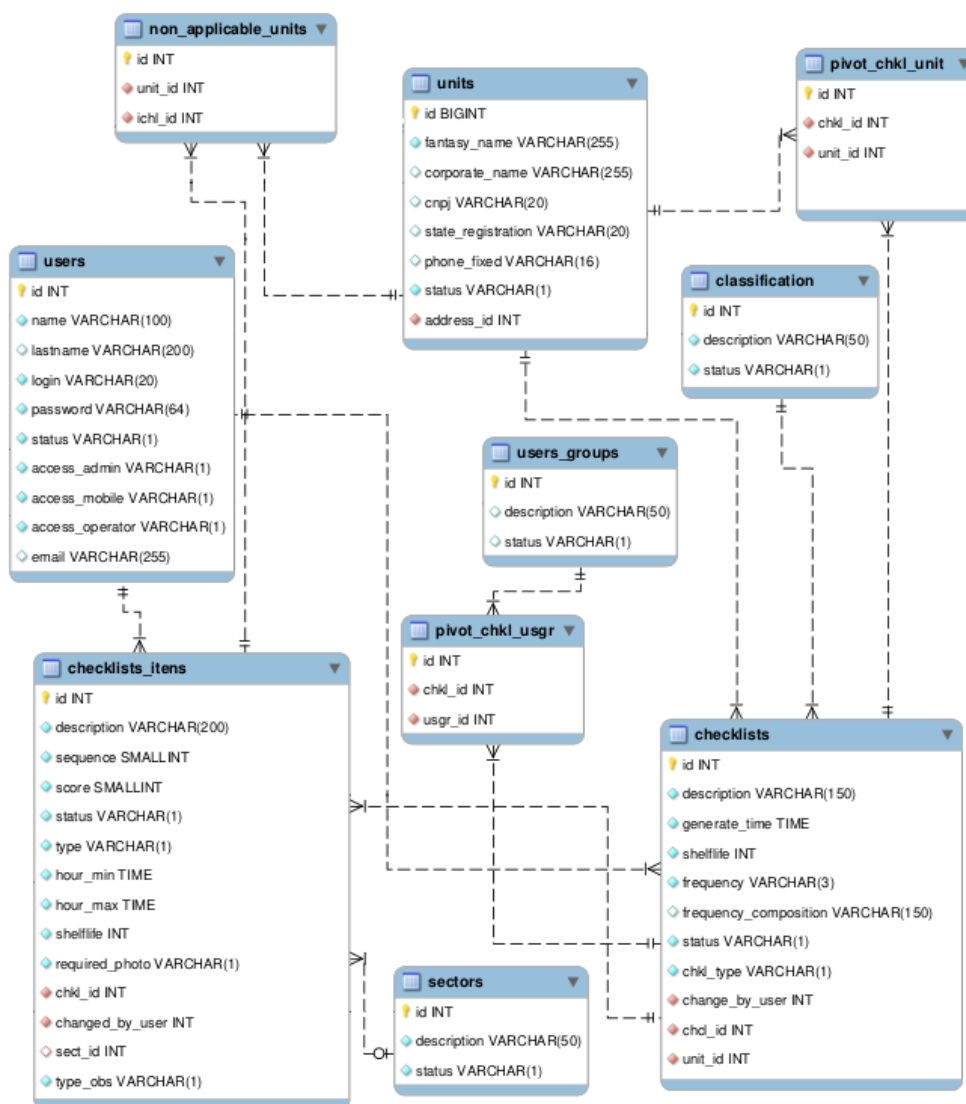 non_applicable_units
id INT
unit_id INT
ichl_id INT
units
id BIGINT
fantasy_name VARCHAR(255)
corporate_name VARCHAR(255)
cnpj VARCHAR(20)
state_registration VARCHAR(20)
phone_fixed VARCHAR(16)
status VARCHAR(1)
address_id INT
pivot_chkl_unit
id INT
chkl_id INT
unit_id INT
users
id INT
name VARCHAR(100)
lastname VARCHAR(200)
login VARCHAR(20)
password VARCHAR(64)
status VARCHAR(1)
access_admin VARCHAR(1)
access_mobile VARCHAR(1)
access_operator VARCHAR(1)
email VARCHAR(255)
classification
id INT
description VARCHAR(50)
status VARCHAR(1)
users_groups
id INT
description VARCHAR(50)
status VARCHAR(1)
pivot_chkl_usgr
id INT
chkl_id INT
usgr_id INT
checklists_itens
id INT
description VARCHAR(200)
sequence SMALLINT
score SMALLINT
status VARCHAR(1)
type VARCHAR(1)
hour_min TIME
hour_max TIME
shelflife INT
required_photo VARCHAR(1)
chkl_id INT
changed_by_user INT
sect_id INT
type_obs VARCHAR(1)
sectors
id INT
description VARCHAR(50)
status VARCHAR(1)
checklists
id INT
description VARCHAR(150)
generate_time TIME
shelflife INT
frequency VARCHAR(3)
frequency_composition VARCHAR(150)
status VARCHAR(1)
chkl_type VARCHAR(1)
change_by_user INT
chcl_id INT
unit_id INT